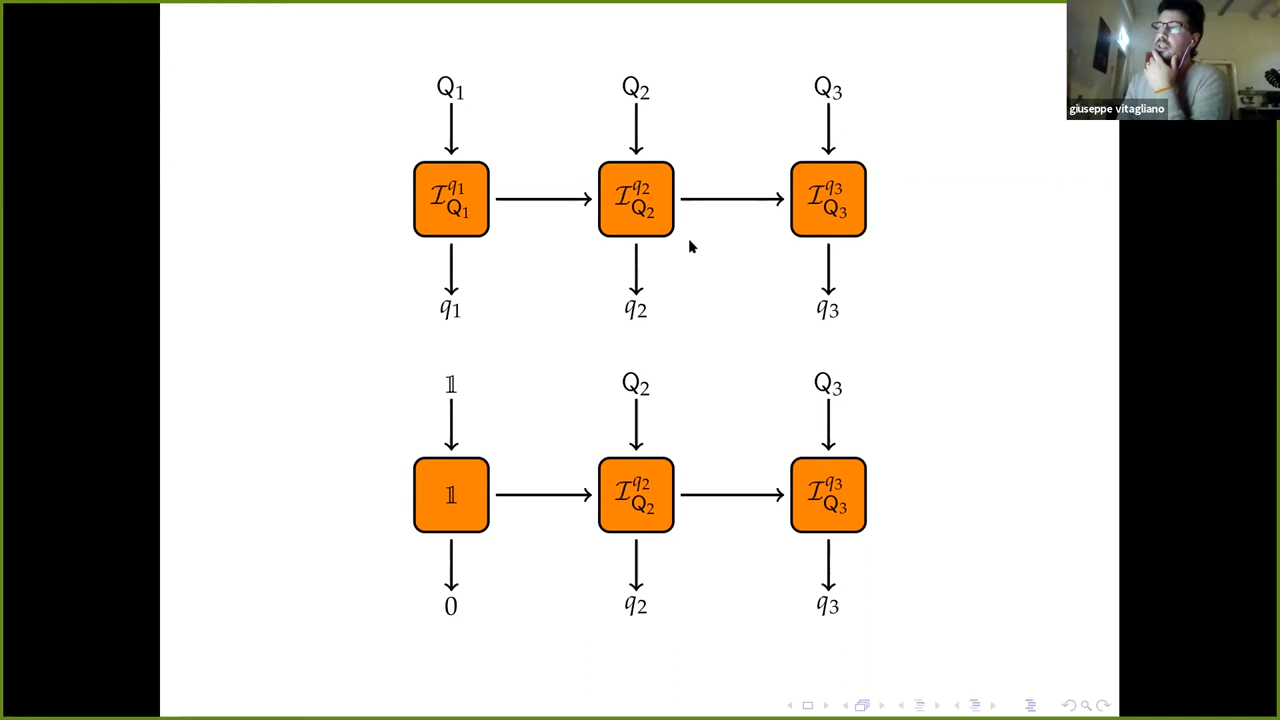 Q₁ Q₂ Q₃
𝓘^{q₁}_{Q₁} 𝓘^{q₂}_{Q₂} 𝓘^{q₃}_{Q₃}
q₁ q₂ q₃
𝟙 Q₂ Q₃
𝟙 𝓘^{q₂}_{Q₂} 𝓘^{q₃}_{Q₃}
0 q₂ q₃
giuseppe vitagliano